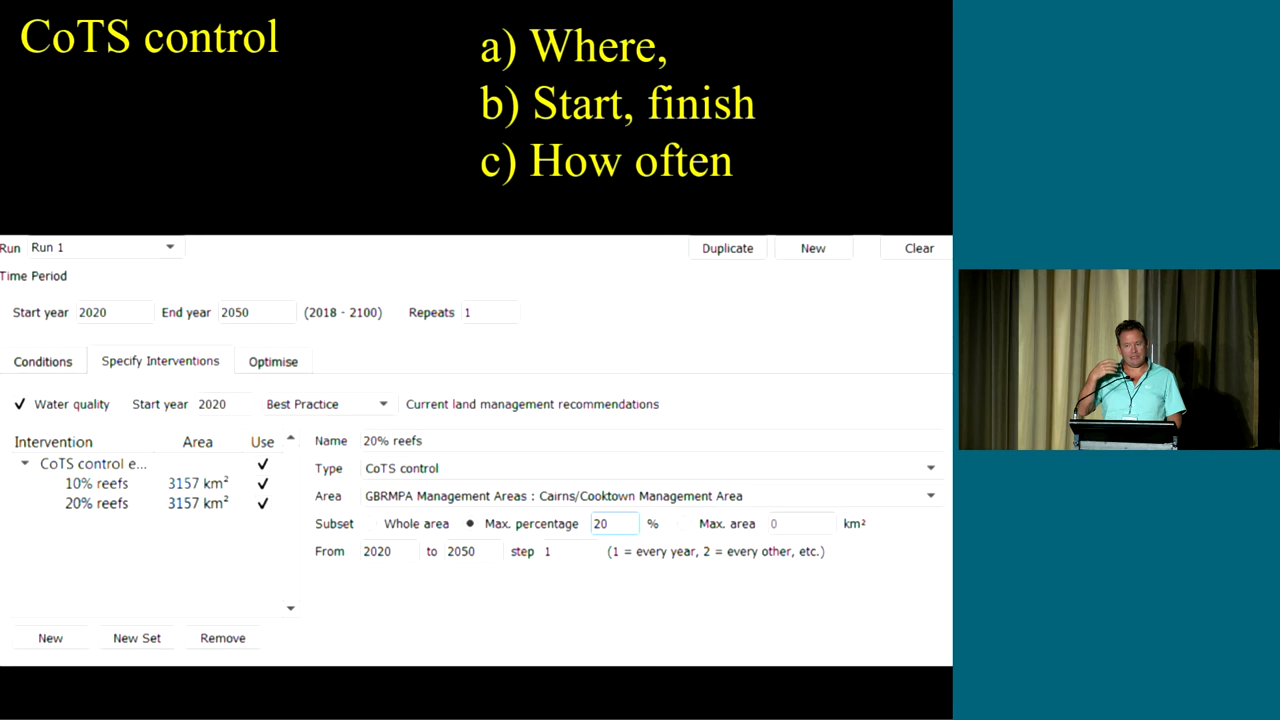 CoTS control
a) Where,
b) Start, finish
c) How often
Run Run 1 Duplicate New Clear
Time Period
Start year 2020 End year 2050 (2018 - 2100) Repeats 1
Conditions Specify Interventions Optimise
Water quality Start year 2020 Best Practice Current land management recommendations
Intervention Area Use
CoTS control e...
10% reefs 3157 km²
20% reefs 3157 km²
Name 20% reefs
Type CoTS control
Area GBRMPA Management Areas : Cairns/Cooktown Management Area
Subset Whole area Max. percentage 20 % Max. area 0 km²
From 2020 to 2050 step 1 (1 = every year, 2 = every other, etc.)
New New Set Remove